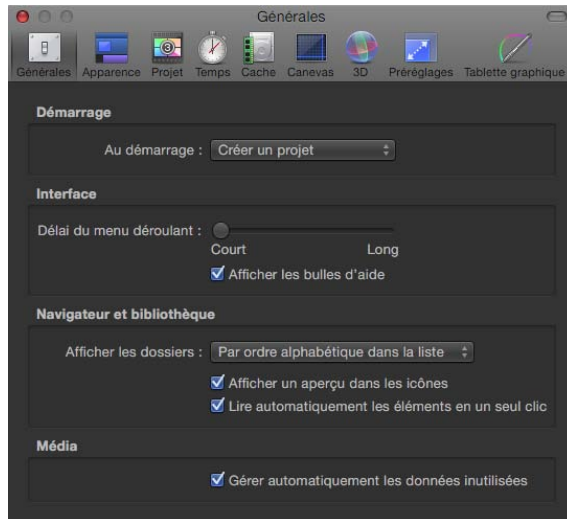 Générales
Générales Apparence Projet Temps Cache Canevas 3D Préréglages Tablette graphique
Démarrage
Au démarrage : Créer un projet
Interface
Délai du menu déroulant :
Court Long
Afficher les bulles d'aide
Navigateur et bibliothèque
Afficher les dossiers : Par ordre alphabétique dans la liste
Afficher un aperçu dans les icônes
Lire automatiquement les éléments en un seul clic
Média
Gérer automatiquement les données inutilisées